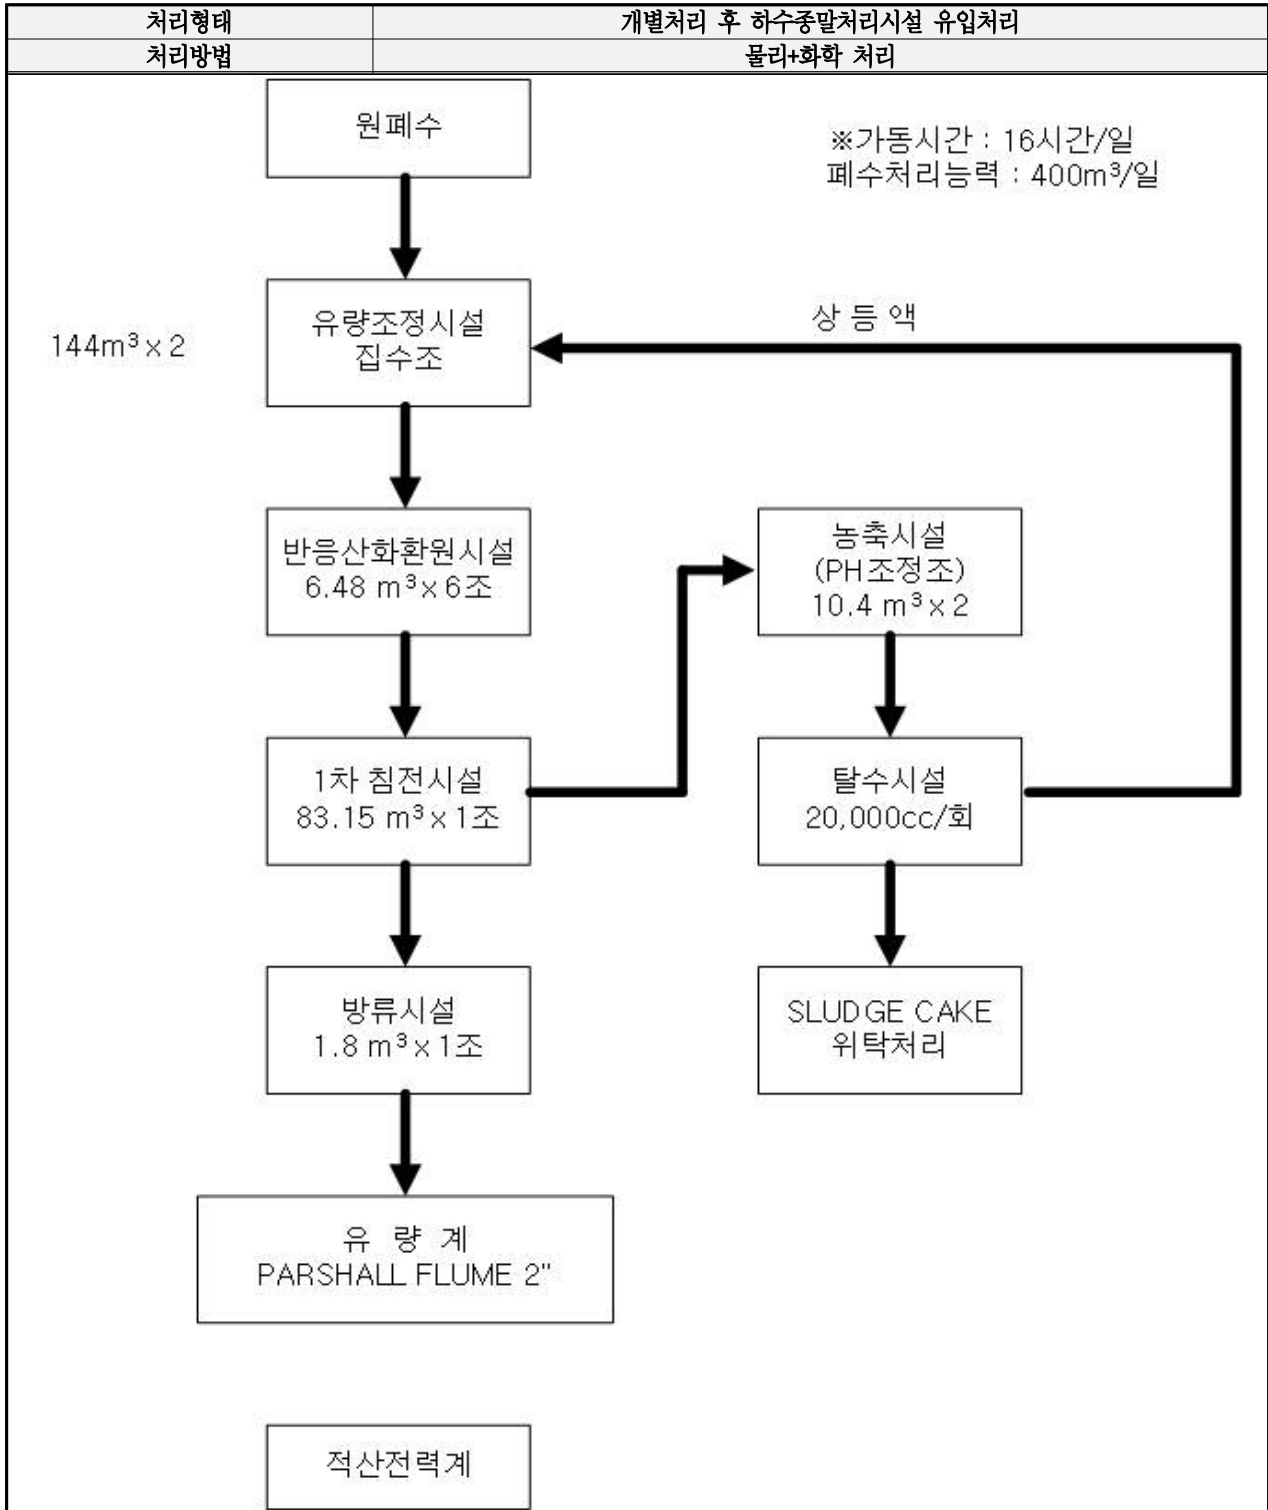 처리형태 개별처리 후 하수종말처리시설 유입처리
처리방법 물리+화학 처리
원폐수
※가동시간 : 16시간/일
폐수처리능력 : 400m³/일
144m³ x 2
유량조정시설
집수조
상 등 액
반응산화환원시설
6.48 m³ x 6조
농축시설
(PH조정조)
10.4 m³ x 2
1차 침전시설
83.15 m³ x 1조
탈수시설
20,000cc/회
방류시설
1.8 m³ x 1조
SLUDGE CAKE
위탁처리
유 량 계
PARSHALL FLUME 2"
적산전력계